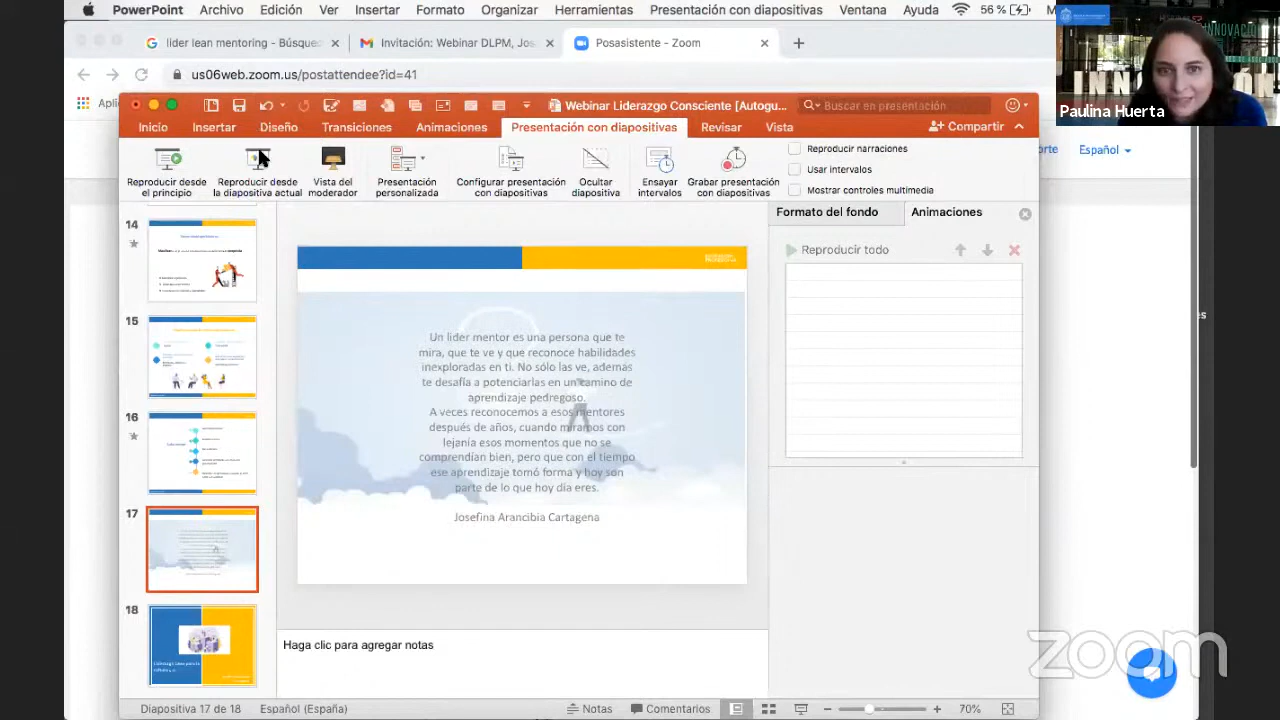 PowerPoint Archivo Edición Ver Insertar Formato Herramientas Organizar Presentación con diapositivas Ventana Ayuda 56 %
lider lean mentoring - Búsqued
Invitación: Webinar DLPM: Jos
Posasistente - Zoom
us06web.zoom.us/postattendee?id=41
Webinar Liderazgo Consciente [Autogu...
Buscar en presentación
Inicio Insertar Diseño Transiciones Animaciones Presentación con diapositivas Revisar Vista
Compartir
Reproducir desde el principio
Reproducir desde la diapositiva actual
Vista del moderador
Presentación personalizada
Configurar presentación con diapositivas
Ocultar diapositiva
Ensayar intervalos
Grabar presentación con diapositivas
Reproducir narraciones
Usar intervalos
Mostrar controles multimedia
Paulina Huerta
Español
Formato del fondo
Animaciones
Reproducir todo
14
15
16
17
18
Un lider mentor es una persona que te
mira, que te ve y que reconoce habilidades
inexploradas en ti. No sólo las ve, además
te desafía a potenciarlas en un camino de
aprendizaje pedregoso.
A veces reconocemos a esos mentores
después de años, cuando miramos con
lejanía esos momentos que no se
comprendían bien, pero que con el tiempo
ese aprendizaje tomó forma y hoy son
parte de lo que hoy día eres.
Josefina Arancibia Cartagena
Haga clic para agregar notas
Diapositiva 17 de 18
Español (España)
Notas
Comentarios
70%
zoom